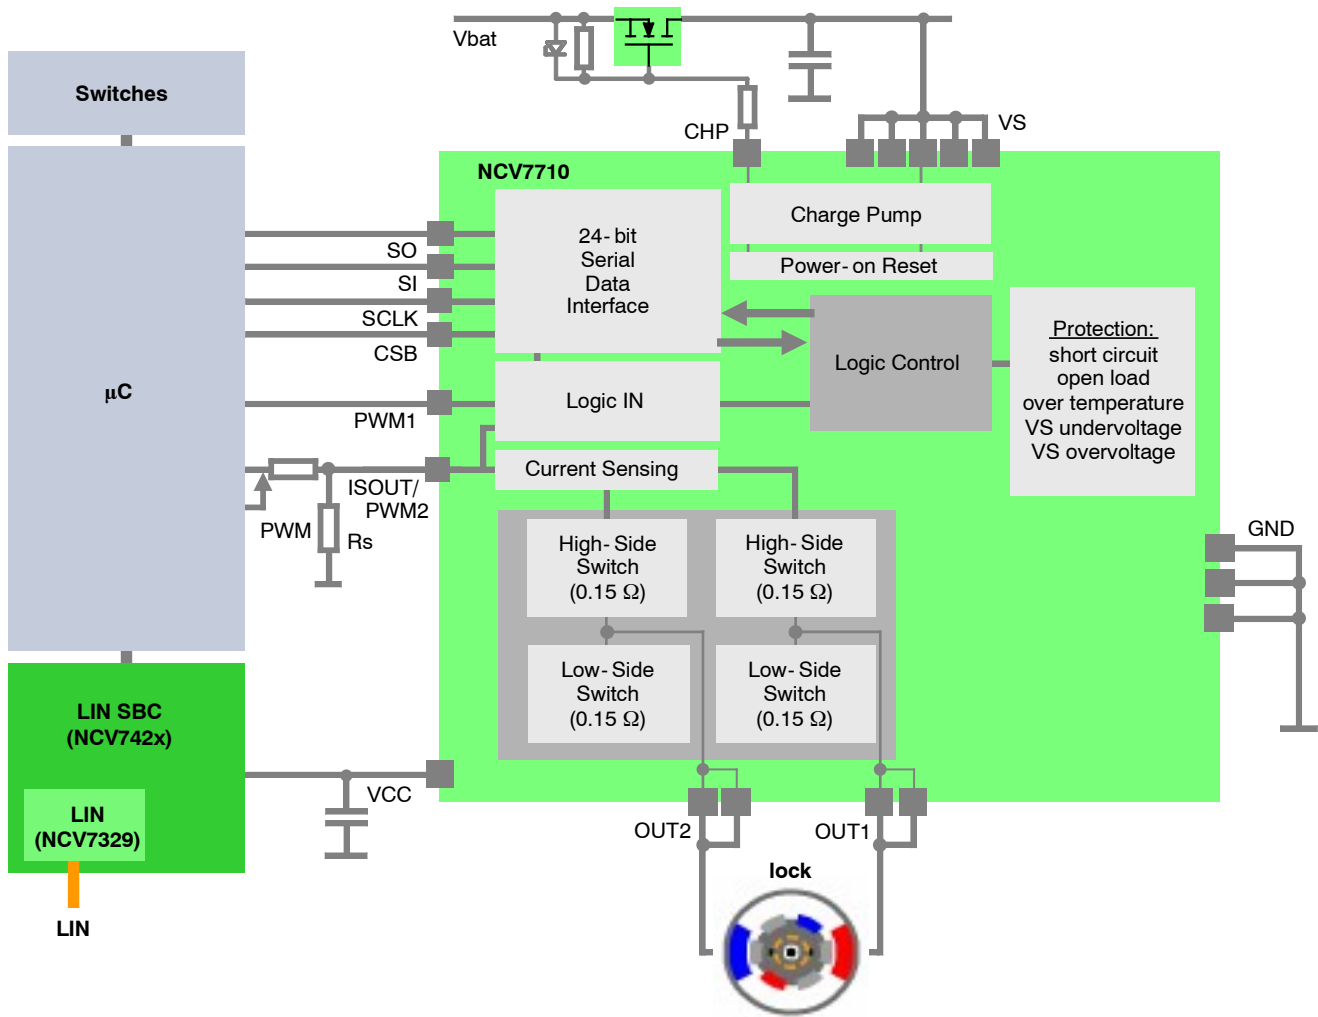 Vbat
Switches
CHP
VS
NCV7710
Charge Pump
24- bit
Serial
Data
Interface
Power- on Reset
SO
SI
SCLK
CSB
μC
Logic Control
Protection:
short circuit
open load
over temperature
VS undervoltage
VS overvoltage
Logic IN
PWM1
Current Sensing
ISOUT/
PWM2
PWM
Rs
GND
High- Side
Switch
(0.15 Ω)
High- Side
Switch
(0.15 Ω)
Low- Side
Switch
(0.15 Ω)
Low- Side
Switch
(0.15 Ω)
LIN SBC
(NCV742x)
VCC
LIN
(NCV7329)
OUT2
OUT1
lock
LIN